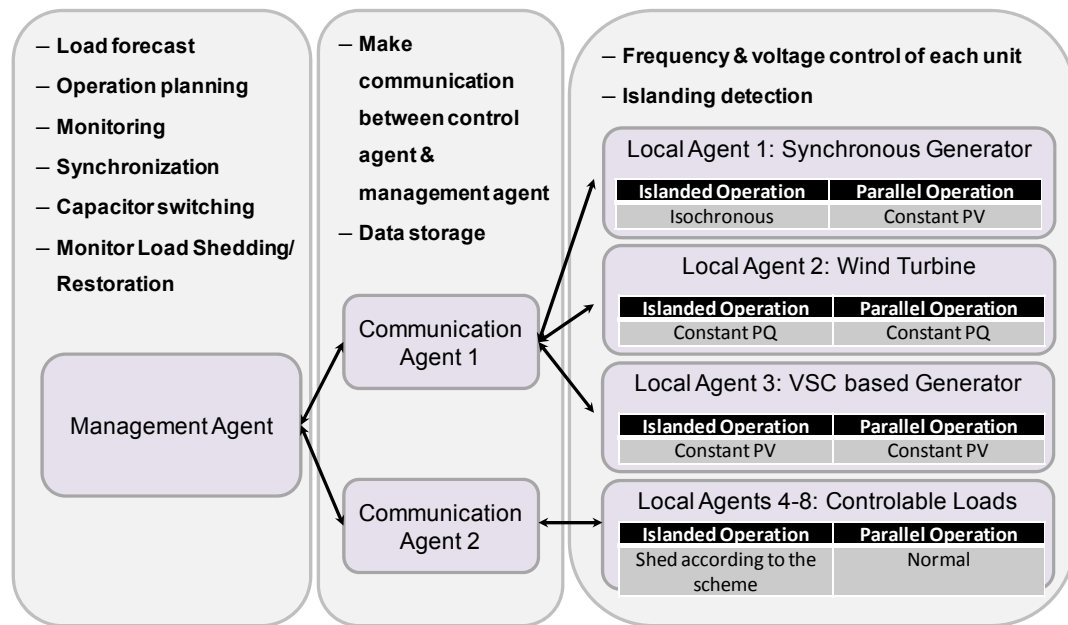 – Load forecast
– Operation planning
– Monitoring
– Synchronization
– Capacitor switching
– Monitor Load Shedding/
Restoration
Management Agent
– Make
communication
between control
agent &
management agent
– Data storage
Communication
Agent 1
Communication
Agent 2
– Frequency & voltage control of each unit
– Islanding detection
Local Agent 1: Synchronous Generator
Islanded Operation Parallel Operation
Isochronous Constant PV
Local Agent 2: Wind Turbine
Islanded Operation Parallel Operation
Constant PQ Constant PQ
Local Agent 3: VSC based Generator
Islanded Operation Parallel Operation
Constant PV Constant PV
Local Agents 4-8: Controlable Loads
Islanded Operation Parallel Operation
Shed according to the Normal
scheme